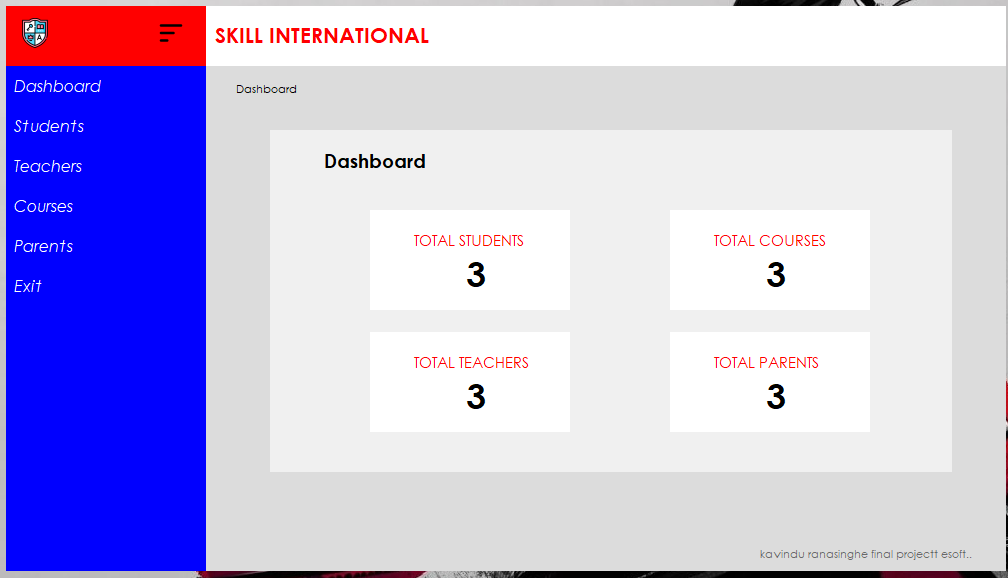 SKILL INTERNATIONAL
Dashboard
Students
Teachers
Courses
Parents
Exit
Dashboard
Dashboard
TOTAL STUDENTS
3
TOTAL COURSES
3
TOTAL TEACHERS
3
TOTAL PARENTS
3
kavindu ranasinghe final projectt esoft..